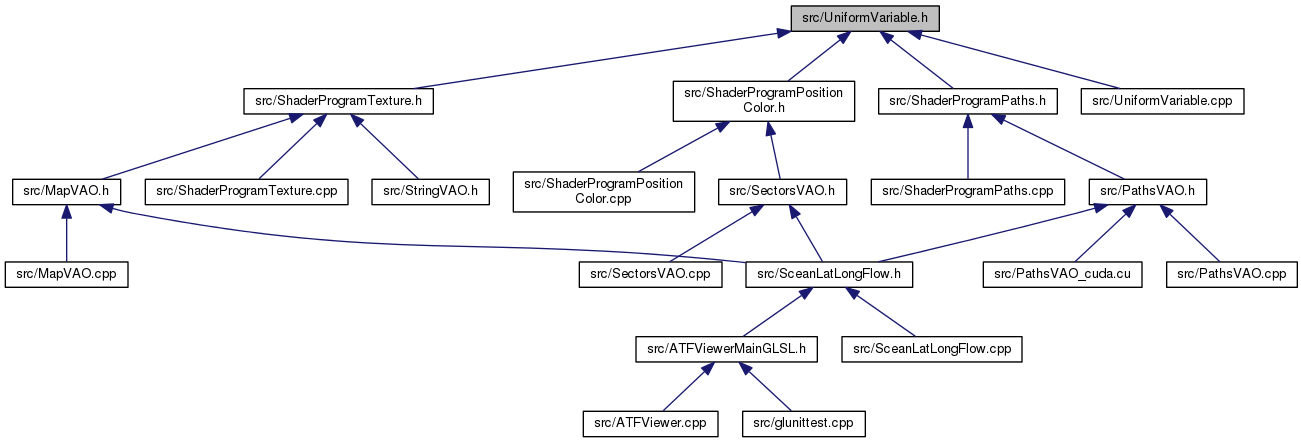 src/UniformVariable.h
src/ShaderProgramTexture.h
src/ShaderProgramPosition
Color.h
src/ShaderProgramPaths.h
src/UniformVariable.cpp
src/MapVAO.h
src/ShaderProgramTexture.cpp
src/StringVAO.h
src/ShaderProgramPosition
Color.cpp
src/SectorsVAO.h
src/ShaderProgramPaths.cpp
src/PathsVAO.h
src/MapVAO.cpp
src/SectorsVAO.cpp
src/SceanLatLongFlow.h
src/PathsVAO_cuda.cu
src/PathsVAO.cpp
src/ATFViewerMainGLSL.h
src/SceanLatLongFlow.cpp
src/ATFViewer.cpp
src/glunittest.cpp